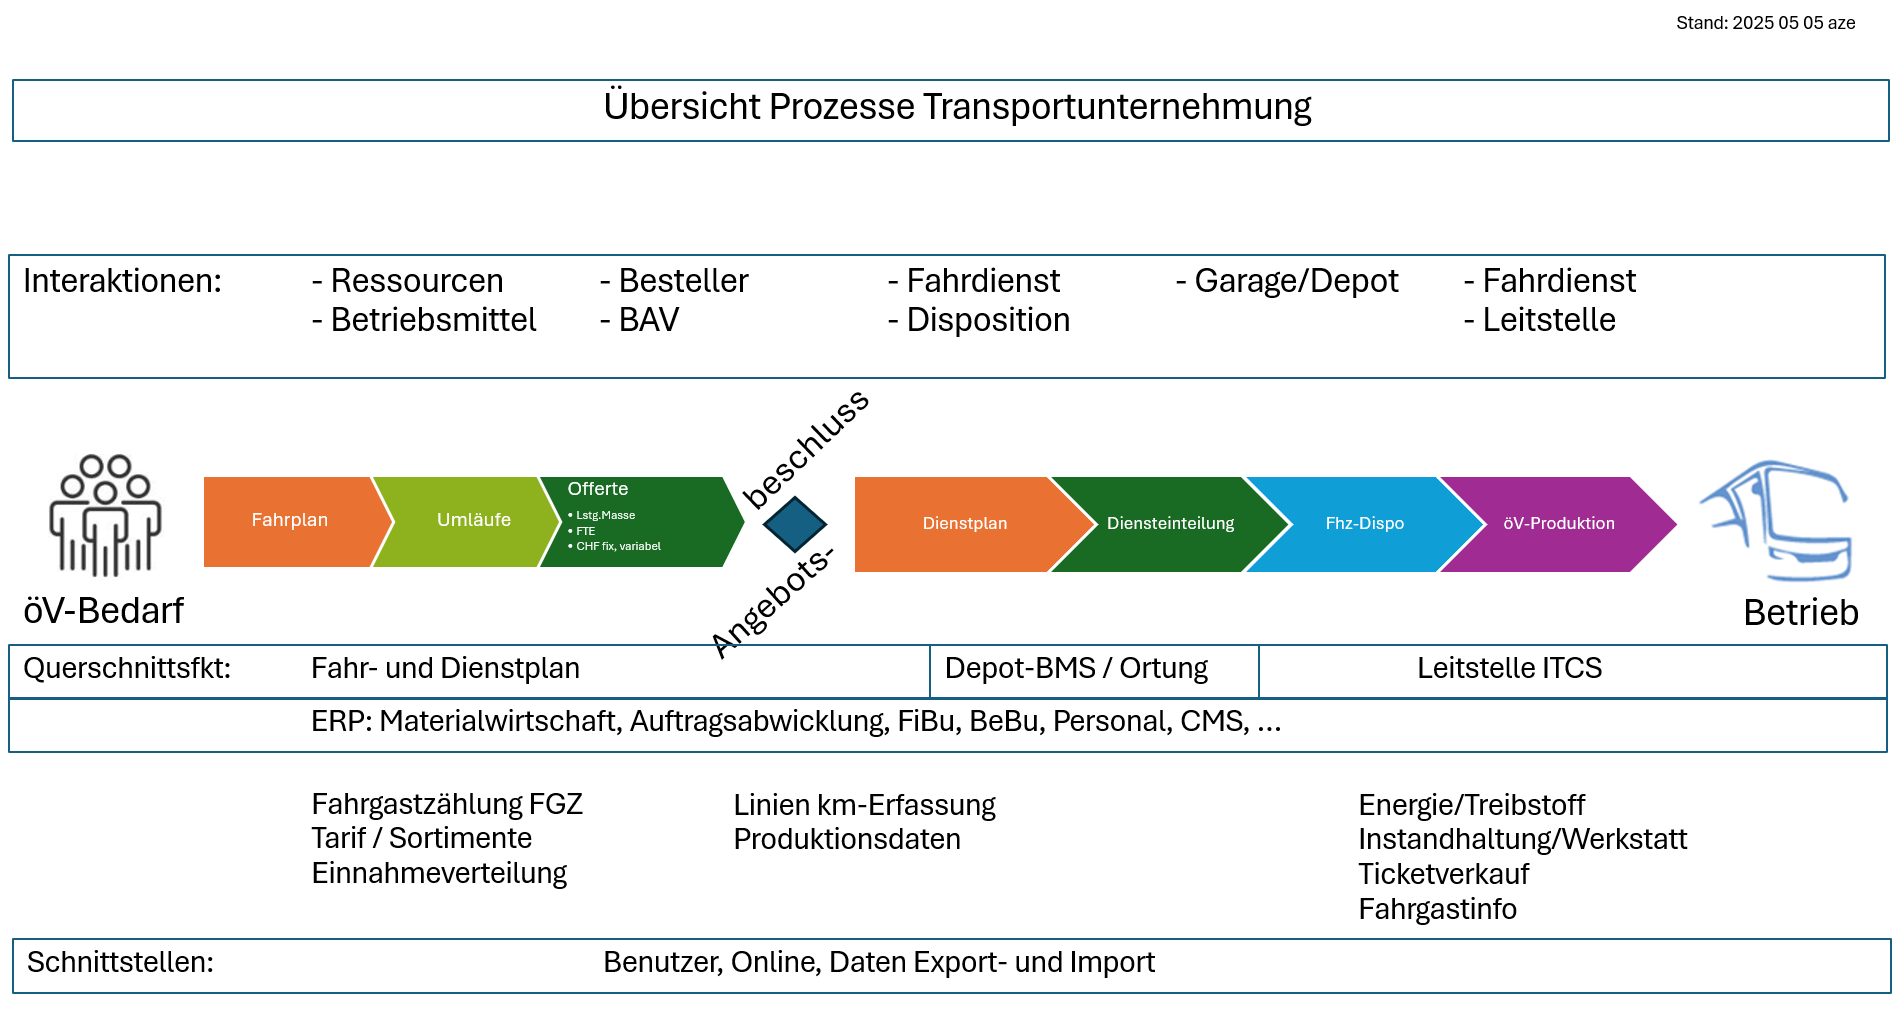 Stand: 2025 05 05 aze
Übersicht Prozesse Transportunternehmung
Interaktionen: - Ressourcen - Besteller - Fahrdienst - Garage/Depot - Fahrdienst
- Betriebsmittel - BAV - Disposition - Leitstelle
öV-Bedarf
Fahrplan
Umläufe
Offerte
• Lstg.Masse
• FTE
• CHF fix, variabel
Angebots-
beschluss
Dienstplan
Diensteinteilung
Fhz-Dispo
öV-Produktion
Betrieb
Querschnittsfkt: Fahr- und Dienstplan Depot-BMS / Ortung Leitstelle ITCS
ERP: Materialwirtschaft, Auftragsabwicklung, FiBu, BeBu, Personal, CMS, ...
Fahrgastzählung FGZ
Tarif / Sortimente
Einnahmeverteilung
Linien km-Erfassung
Produktionsdaten
Energie/Treibstoff
Instandhaltung/Werkstatt
Ticketverkauf
Fahrgastinfo
Schnittstellen: Benutzer, Online, Daten Export- und Import